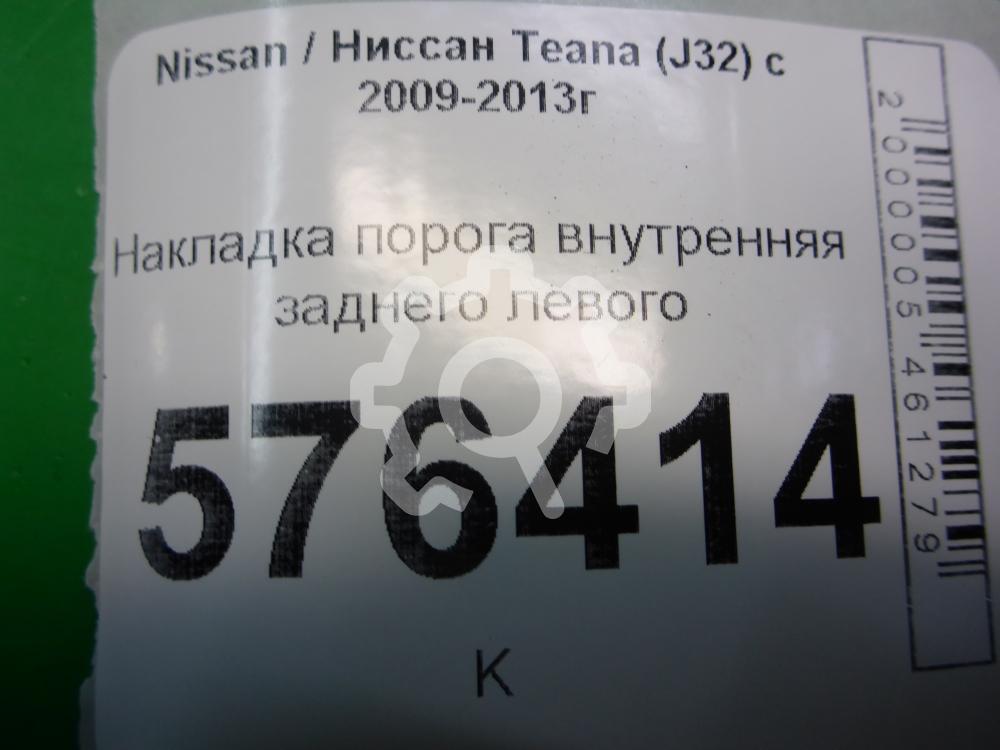 Nissan / Ниссан Teana (J32) с
2009-2013г
Накладка порога внутренняя
заднего левого
576414
К
2000005461279